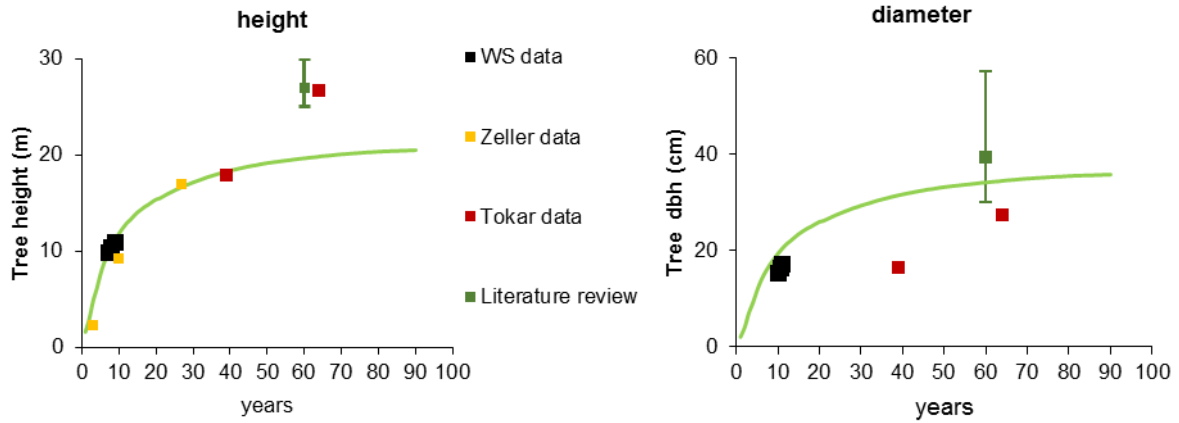 height
30
20
10
0
Tree height (m)
0 10 20 30 40 50 60 70 80 90 100
years
WS data
Zeller data
Tokar data
Literature review
diameter
60
40
20
0
Tree dbh (cm)
0 10 20 30 40 50 60 70 80 90 100
years